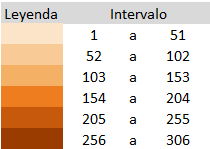 Leyenda Intervalo
1 a 51
52 a 102
103 a 153
154 a 204
205 a 255
256 a 306